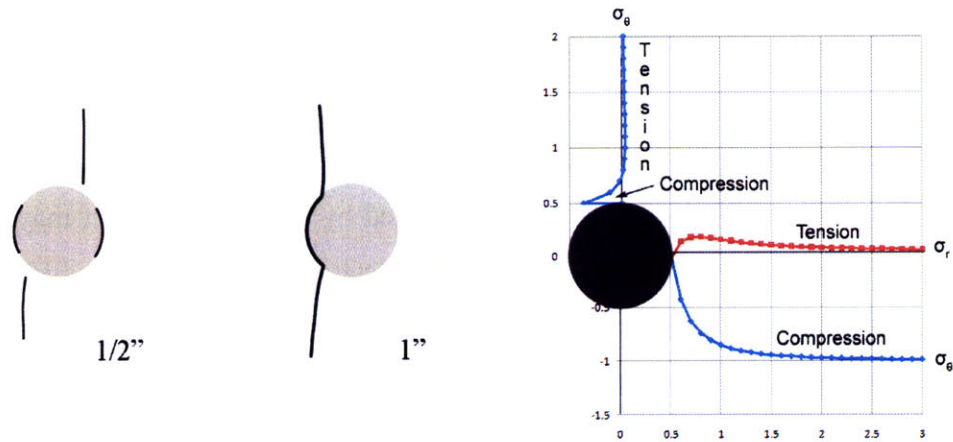 1/2”
1”
σθ
2
1.5
1
0.5
0
-0.5
-1
-1.5
Tension
Compression
Tension
σr
Compression
σθ
0
0.5
1
1.5
2
2.5
3